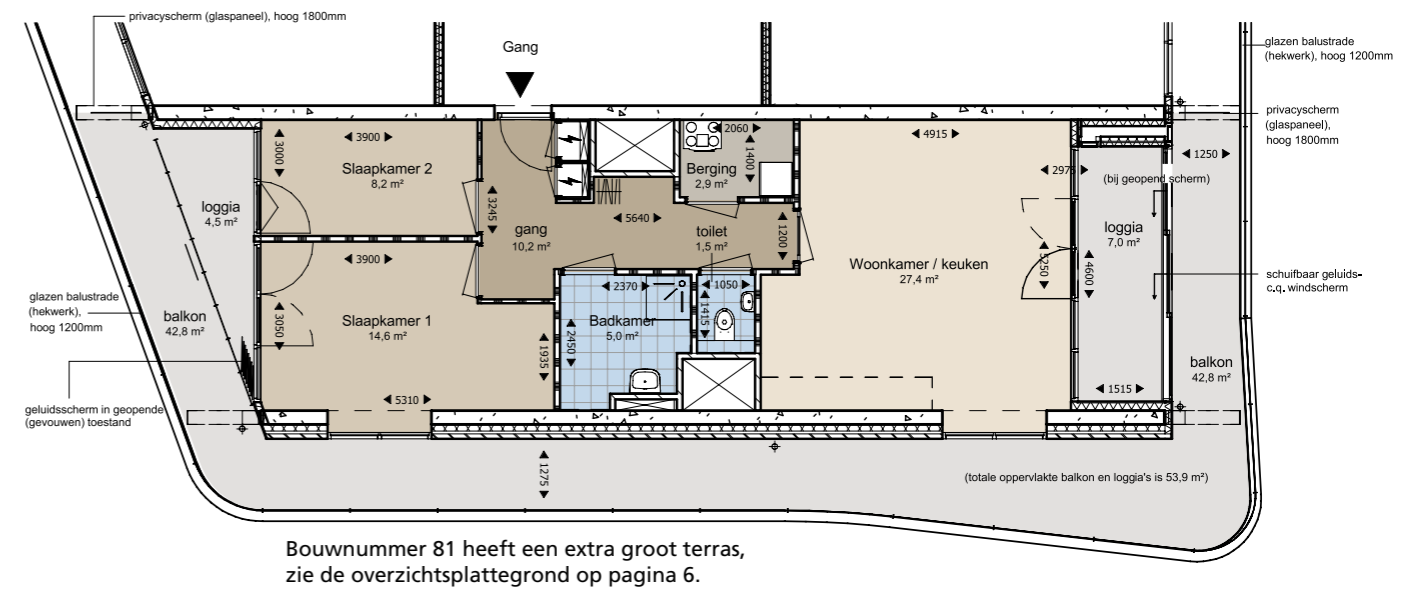 privacyscherm (glaspaneel), hoog 1800mm
Gang
glazen balustrade
(hekwerk), hoog 1200mm
privacyscherm
(glaspaneel),
hoog 1800mm
3900
3000
Slaapkamer 2
8,2 m²
2060
1400
Berging
2,9 m²
4915
2975
1250
(bij geopend scherm)
loggia
4,5 m²
3245
gang
10,2 m²
5640
toilet
1,5 m²
1200
loggia
7,0 m²
3900
Woonkamer / keuken
27,4 m²
5250
4600
schuifbaar geluids-
c.q. windscherm
glazen balustrade
(hekwerk),
hoog 1200mm
balkon
42,8 m²
3050
Slaapkamer 1
14,6 m²
1935
2370
2450
Badkamer
5,0 m²
1050
1415
balkon
42,8 m²
1515
5310
geluidsscherm in geopende
(gevouwen) toestand
1275
(totale oppervlakte balkon en loggia's is 53,9 m²)
Bouwnummer 81 heeft een extra groot terras,
zie de overzichtsplattegrond op pagina 6.